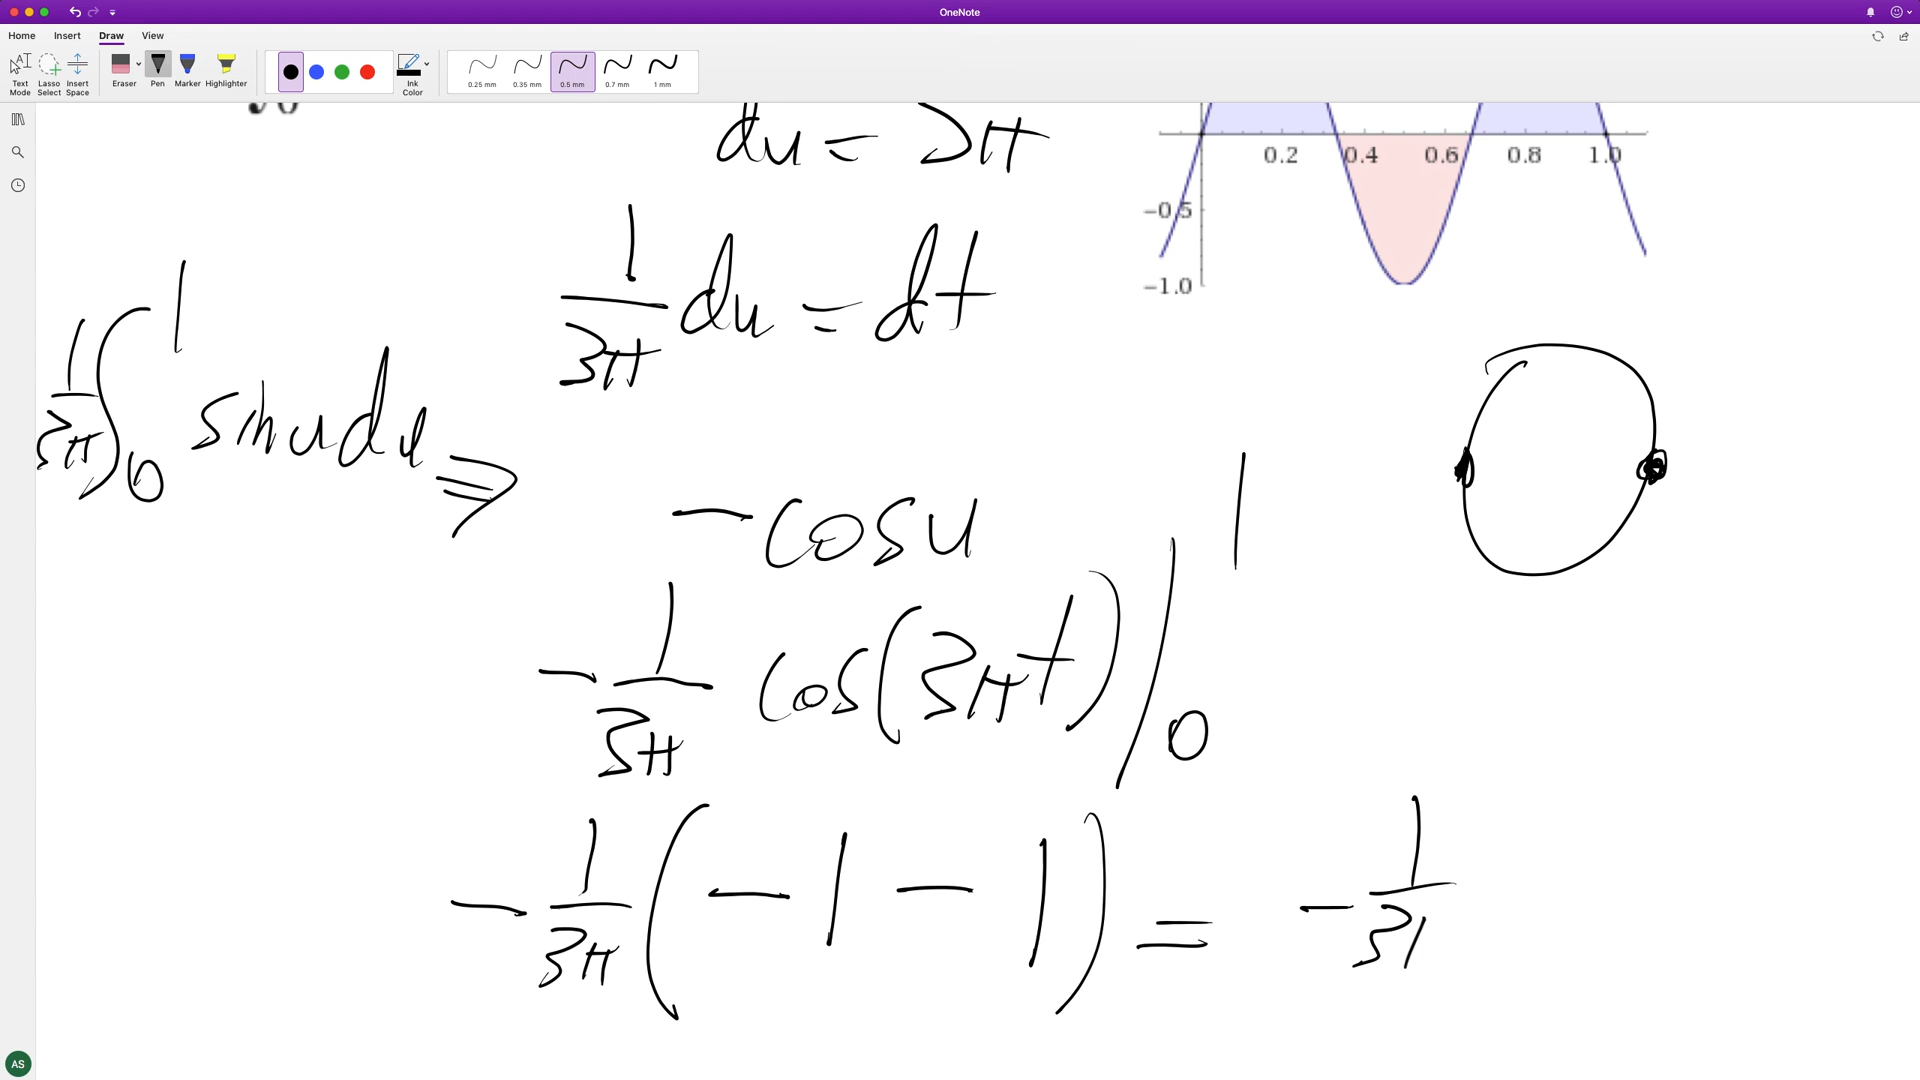 OneNote
Home Insert Draw View
Text Mode
Lasso Select
Insert Space
Eraser
Pen
Marker
Highlighter
Ink Color
0.25 mm 0.35 mm 0.5 mm 0.7 mm 1 mm
du = 3π
0.2 0.4 0.6 0.8 1.0
-0.5
-1.0
1/3π du = dt
1/3π ∫₀¹ sin u du ⇒
- cos u
- 1/3π cos(3πt) |₀¹
- 1/3π (-1 - 1) = - 1/3
AS